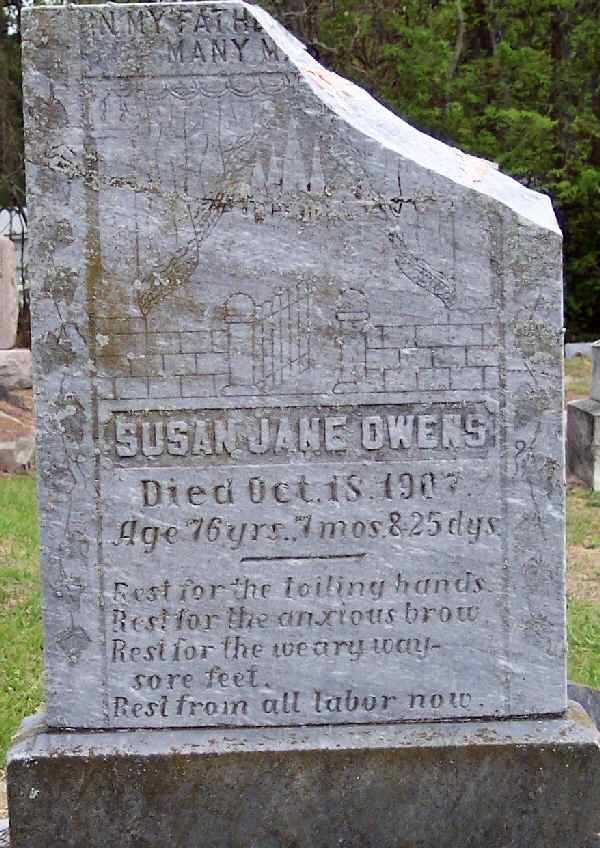 IN MY FATHE
MANY M
SUSAN JANE OWENS
Died Oct. 18. 1907.
Age 76 yrs., 7 mos. & 25 dys
Rest for the toiling hands.
Rest for the anxious brow.
Rest for the weary way-
sore feet.
Rest from all labor now.